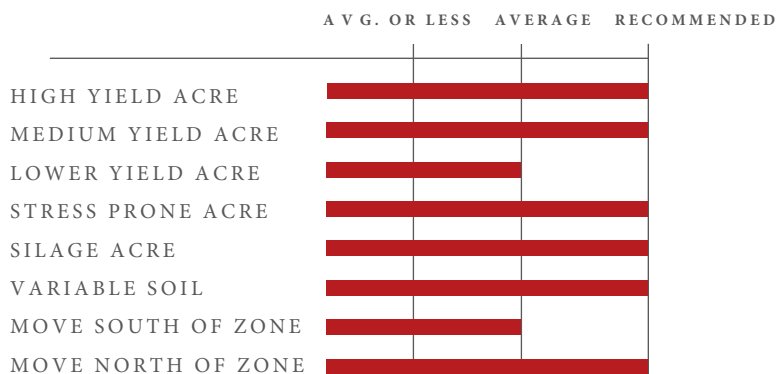 AVG. OR LESS AVERAGE RECOMMENDED
HIGH YIELD ACRE
MEDIUM YIELD ACRE
LOWER YIELD ACRE
STRESS PRONE ACRE
SILAGE ACRE
VARIABLE SOIL
MOVE SOUTH OF ZONE
MOVE NORTH OF ZONE